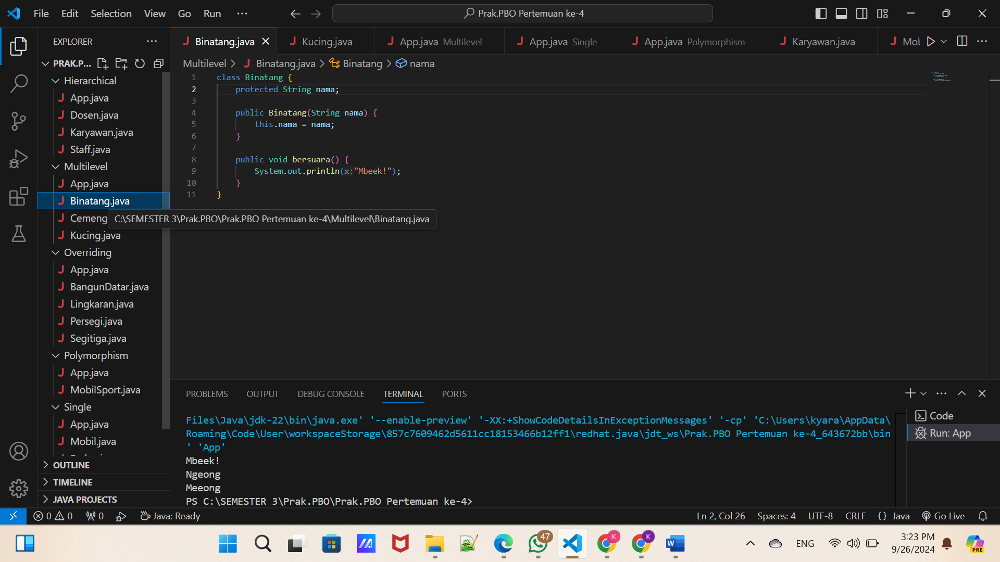 File Edit Selection View Go Run ··· Prak.PBO Pertemuan ke-4
EXPLORER ···
Binatang.java Kucing.java App.java Multilevel App.java Single App.java Polymorphism Karyawan.java Mob
PRAK.P...
Multilevel > Binatang.java > Binatang > nama
Hierarchical
App.java
Dosen.java
Karyawan.java
Staff.java
Multilevel
App.java
Binatang.java
Cemeng
Kucing.java
Overriding
App.java
BangunDatar.java
Lingkaran.java
Persegi.java
Segitiga.java
Polymorphism
App.java
MobilSport.java
Single
App.java
Mobil.java
OUTLINE
TIMELINE
JAVA PROJECTS
1 class Binatang {
2 protected String nama;
3
4 public Binatang(String nama) {
5 this.nama = nama;
6 }
7
8 public void bersuara() {
9 System.out.println(x:"Mbeek!");
10 }
11 }
C:\SEMESTER 3\Prak.PBO\Prak.PBO Pertemuan ke-4\Multilevel\Binatang.java
PROBLEMS OUTPUT DEBUG CONSOLE TERMINAL PORTS
Files\Java\jdk-22\bin\java.exe' '--enable-preview' '-XX:+ShowCodeDetailsInExceptionMessages' '-cp' 'C:\Users\kyara\AppData\
Roaming\Code\User\workspaceStorage\857c7609462d5611cc18153466b12ff1\redhat.java\jdt_ws\Prak.PBO Pertemuan ke-4_643672bb\bin
' 'App'
Mbeek!
Ngeong
Meeong
PS C:\SEMESTER 3\Prak.PBO\Prak.PBO Pertemuan ke-4>
Code
Run: App
0 0 0 Java: Ready Ln 2, Col 26 Spaces: 4 UTF-8 CRLF {} Java Go Live
47 K K W ENG 3:23 PM
9/26/2024
PRE